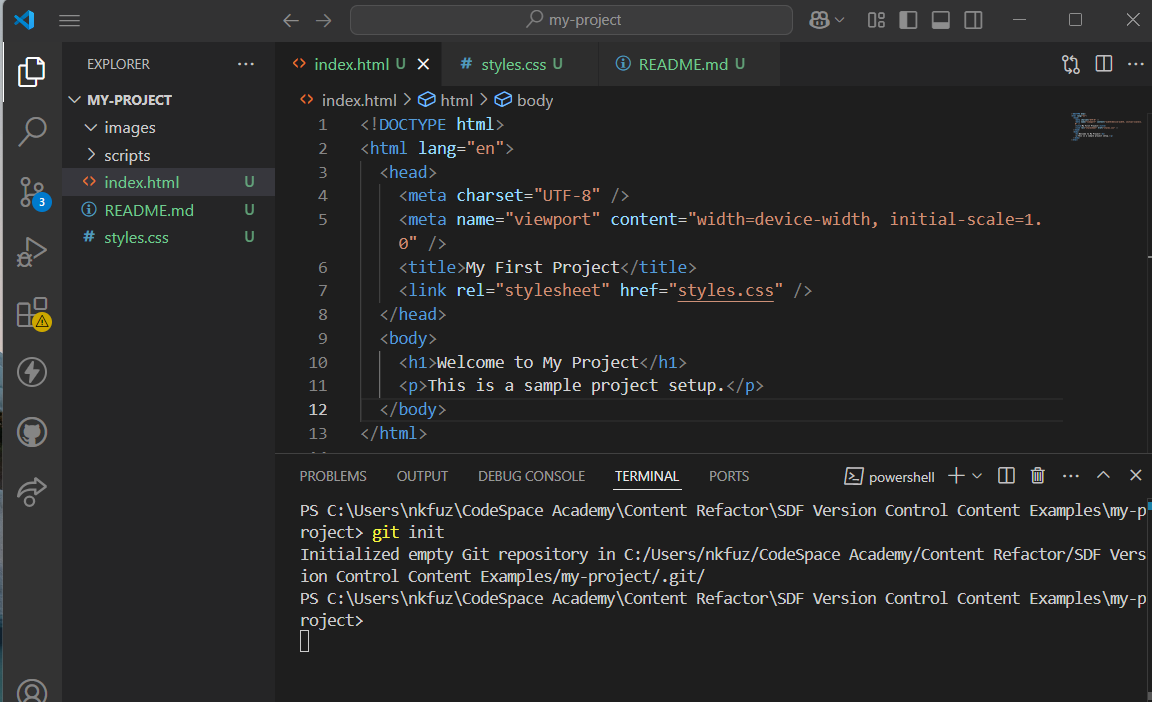 my-project
EXPLORER
MY-PROJECT
images
scripts
index.html U
README.md U
styles.css U
3
index.html U
# styles.css U
README.md U
index.html > html > body
1 <!DOCTYPE html>
2 <html lang="en">
3 <head>
4 <meta charset="UTF-8" />
5 <meta name="viewport" content="width=device-width, initial-scale=1.
0" />
6 <title>My First Project</title>
7 <link rel="stylesheet" href="styles.css" />
8 </head>
9 <body>
10 <h1>Welcome to My Project</h1>
11 <p>This is a sample project setup.</p>
12 </body>
13 </html>
PROBLEMS OUTPUT DEBUG CONSOLE TERMINAL PORTS powershell
PS C:\Users\nkfuz\CodeSpace Academy\Content Refactor\SDF Version Control Content Examples\my-p
roject> git init
Initialized empty Git repository in C:/Users/nkfuz/CodeSpace Academy/Content Refactor/SDF Vers
ion Control Content Examples/my-project/.git/
PS C:\Users\nkfuz\CodeSpace Academy\Content Refactor\SDF Version Control Content Examples\my-p
roject>